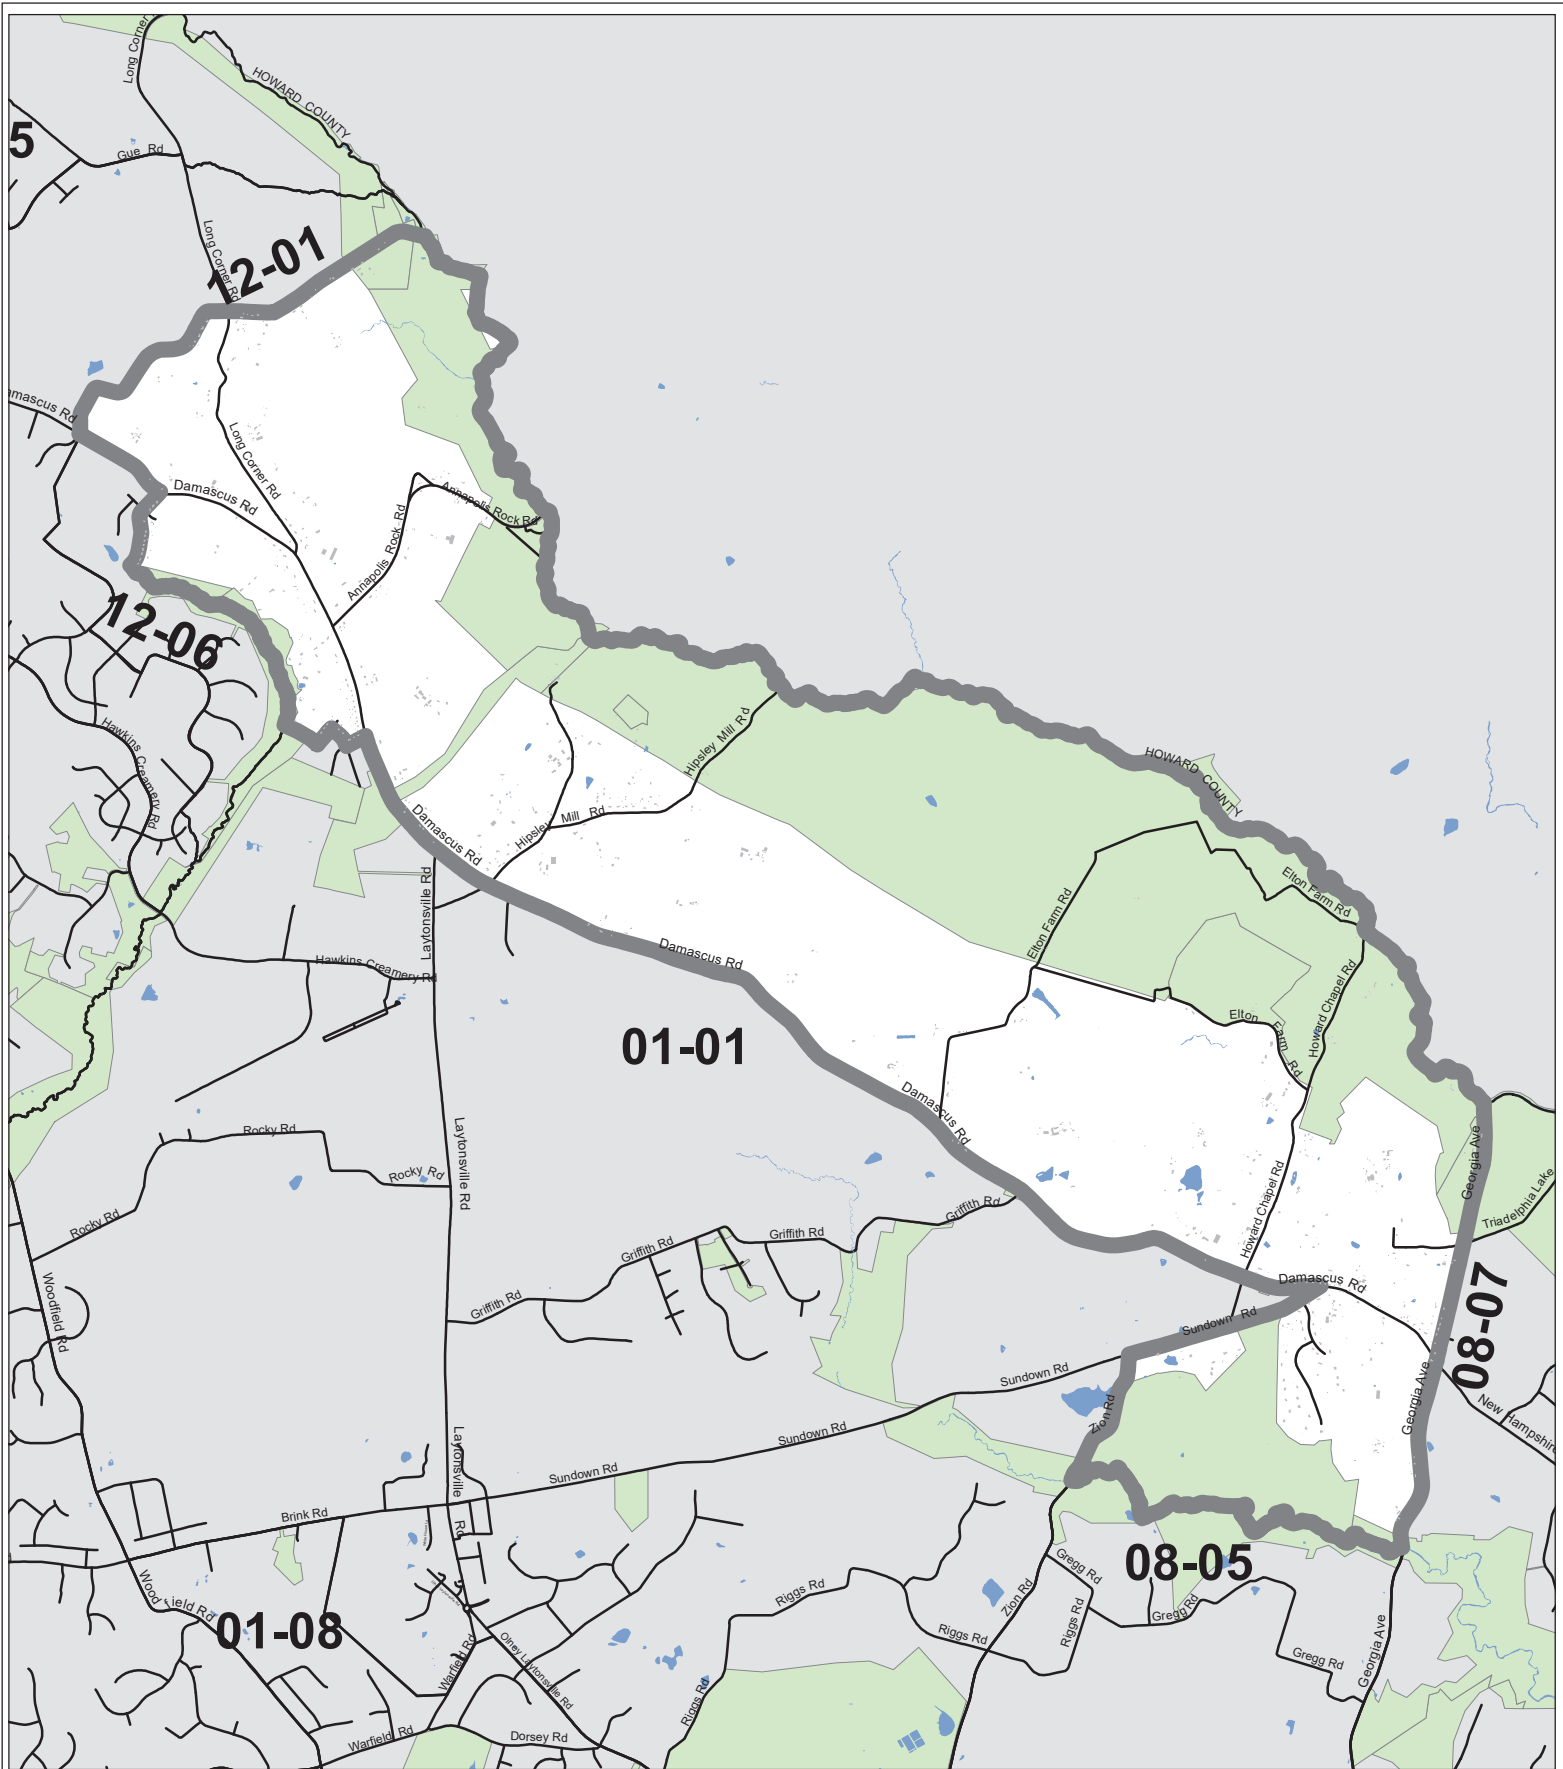 Long Corner
HOWARD COUNTY
5
Gue Rd
Long Corner Rd
12-01
Damascus Rd
Long Corner Rd
Damascus Rd
Annapolis Rock Rd
Annapolis Rock Rd
12-06
Hawkins Creamery Rd
Hipsley Mill Rd
Damascus Rd
Hipsley Mill Rd
HOWARD COUNTY
Laytonsville Rd
Elton Farm Rd
Elton Farm Rd
Damascus Rd
Hawkins Creamery Rd
Howard Chapel Rd
Elton Farm Rd
01-01
Damascus Rd
Rocky Rd
Laytonsville Rd
Rocky Rd
Georgia Ave
Triadelphia Lake
Rocky Rd
Griffith Rd
Howard Chapel Rd
Griffith Rd
Griffith Rd
Damascus Rd
Woodfield Rd
Griffith Rd
Sundown Rd
08-07
Sundown Rd
Georgia Ave
Zion Rd
New Hampshire
Sundown Rd
Laytonsville Rd
Sundown Rd
Brink Rd
08-05
Gregg Rd
Woodfield Rd
Riggs Rd
Zion Rd
Gregg Rd
01-08
Riggs Rd
Riggs Rd
Georgia Ave
Warfield Rd
Olney Laytonsville Rd
Gregg Rd
Riggs Rd
Warfield Rd
Dorsey Rd